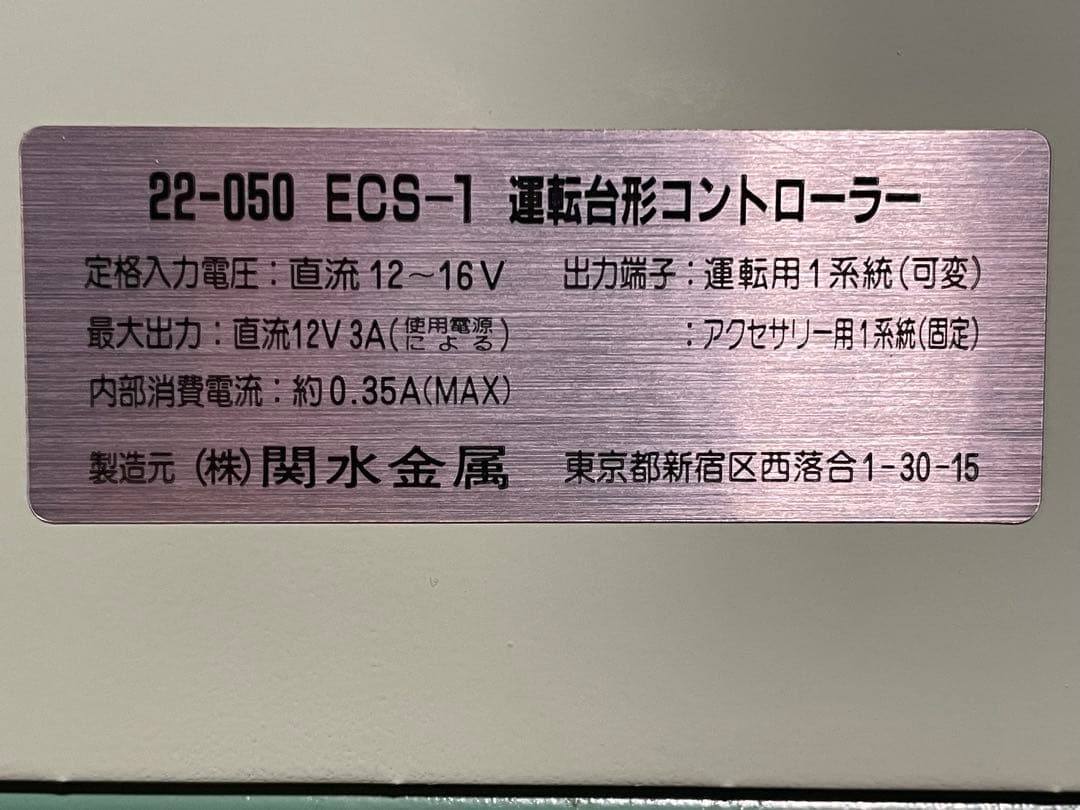 22-050 ECS-1 運転台形コントローラー
定格入力電圧：直流12～16V 出力端子：運転用1系統(可変)
最大出力：直流12V 3A(使用電源による) ：アクセサリー用1系統(固定)
内部消費電流：約0.35A(MAX)
製造元 (株)関水金属 東京都新宿区西落合1-30-15